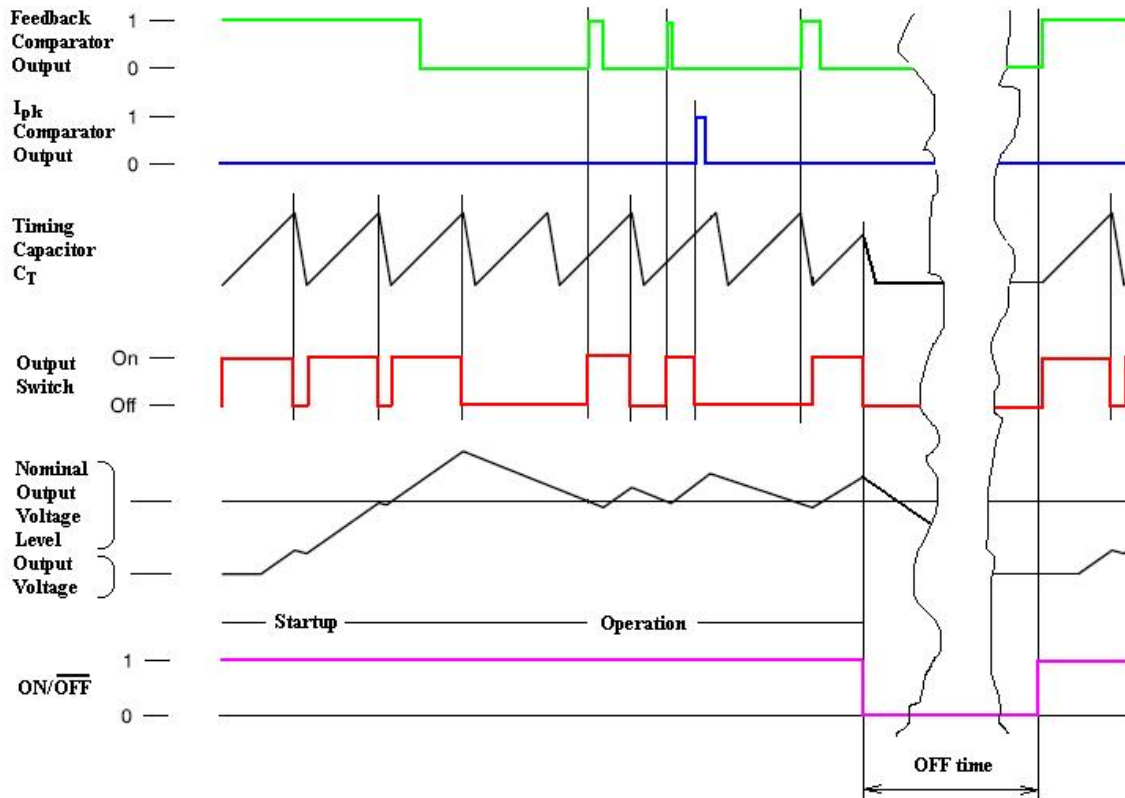 Feedback
Comparator
Output
1
0
Ipk
Comparator
Output
1
0
Timing
Capacitor
CT
Output
Switch
On
Off
Nominal
Output
Voltage
Level
Output
Voltage
Startup
Operation
ON/OFF
1
0
OFF time